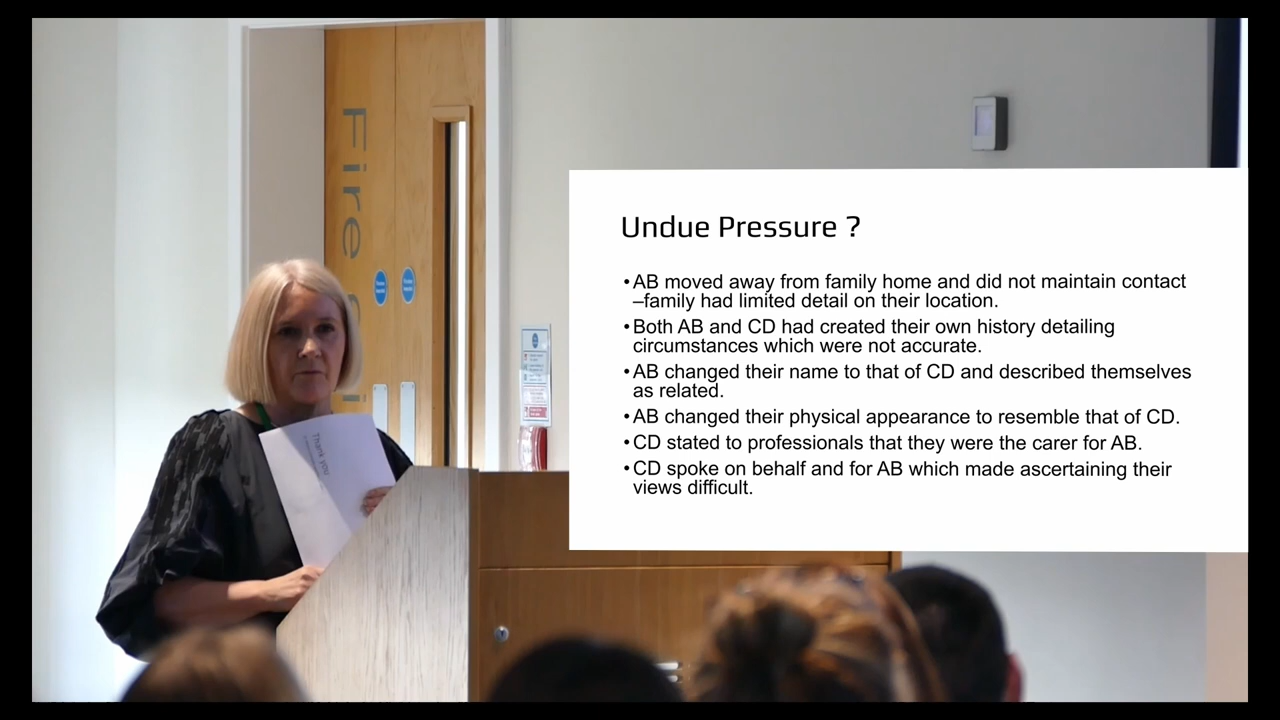 Undue Pressure ?
•AB moved away from family home and did not maintain contact
–family had limited detail on their location.
•Both AB and CD had created their own history detailing
circumstances which were not accurate.
•AB changed their name to that of CD and described themselves
as related.
•AB changed their physical appearance to resemble that of CD.
•CD stated to professionals that they were the carer for AB.
•CD spoke on behalf and for AB which made ascertaining their
views difficult.
Fire
Thank you